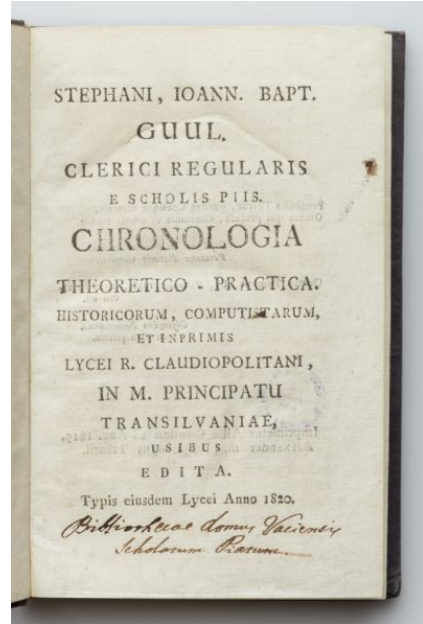 STEPHANI, IOANN. BAPT.
GUUL.
CLERICI REGULARIS
E SCHOLIS PIIS.
CHRONOLOGIA
THEORETICO - PRACTICA.
HISTORICORUM, COMPUTISTARUM,
ET INPRIMIS
LYCEI R. CLAUDIOPOLITANI,
IN M. PRINCIPATU
TRANSILVANIAE,
USIBUS
EDITA.
Typis eiusdem Lycei Anno 1820.
Bibliothecae domus Vaciensis
Scholarum Piarum